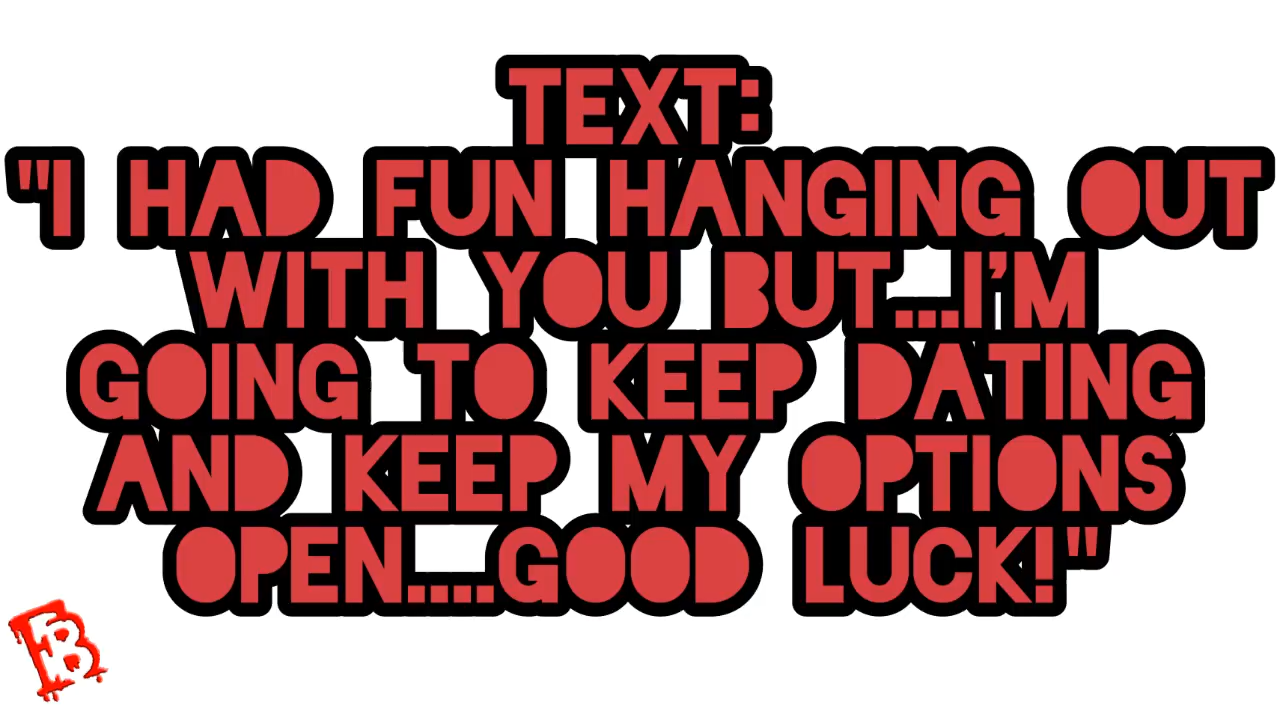 TEXT:
"I HAD FUN HANGING OUT
WITH YOU BUT...I'M
GOING TO KEEP DATING
AND KEEP MY OPTIONS
OPEN....GOOD LUCK!"
FB